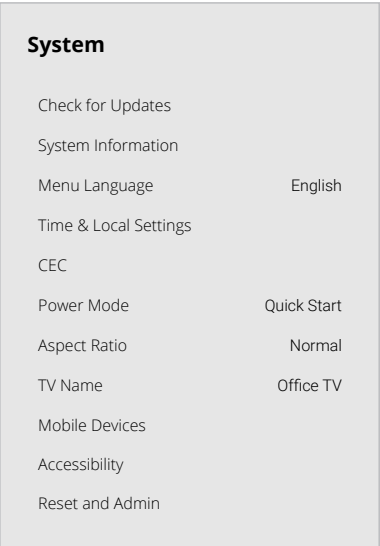 System
Check for Updates
System Information
Menu Language English
Time & Local Settings
CEC
Power Mode Quick Start
Aspect Ratio Normal
TV Name Office TV
Mobile Devices
Accessibility
Reset and Admin